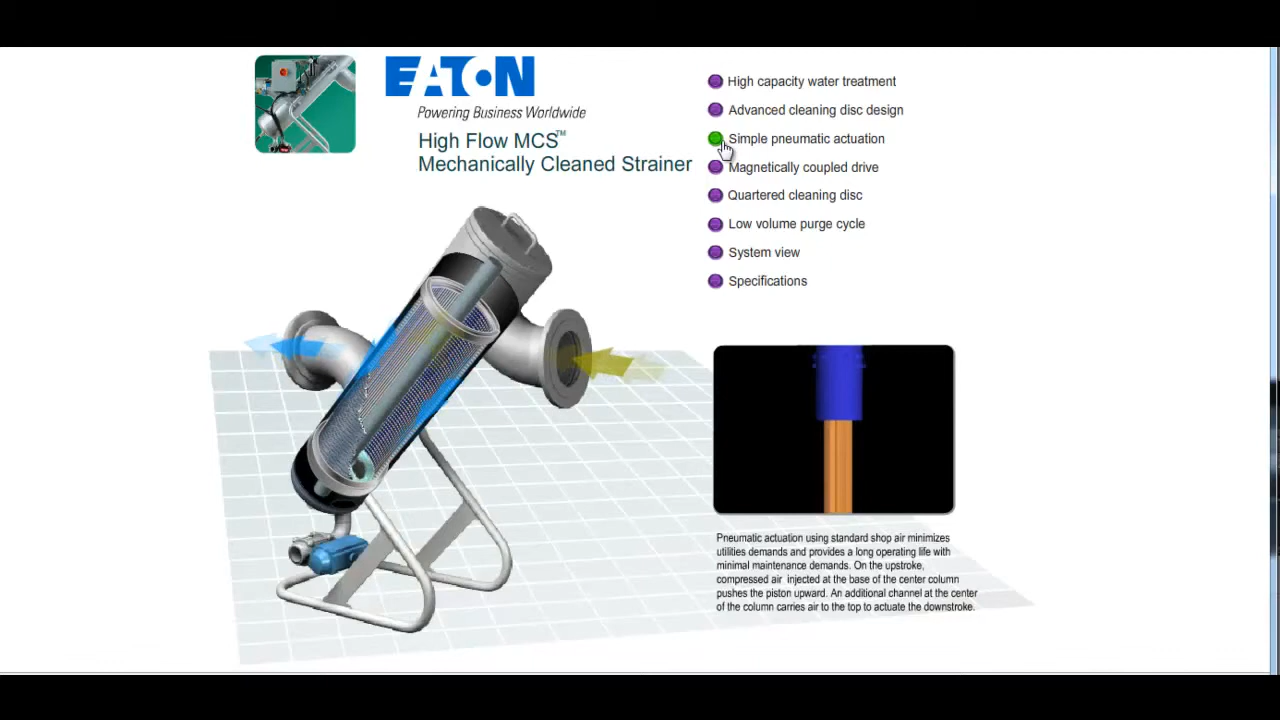 EATON
Powering Business Worldwide
High Flow MCS™
Mechanically Cleaned Strainer
High capacity water treatment
Advanced cleaning disc design
Simple pneumatic actuation
Magnetically coupled drive
Quartered cleaning disc
Low volume purge cycle
System view
Specifications
Pneumatic actuation using standard shop air minimizes
utilities demands and provides a long operating life with
minimal maintenance demands. On the upstroke,
compressed air injected at the base of the center column
pushes the piston upward. An additional channel at the center
of the column carries air to the top to actuate the downstroke.